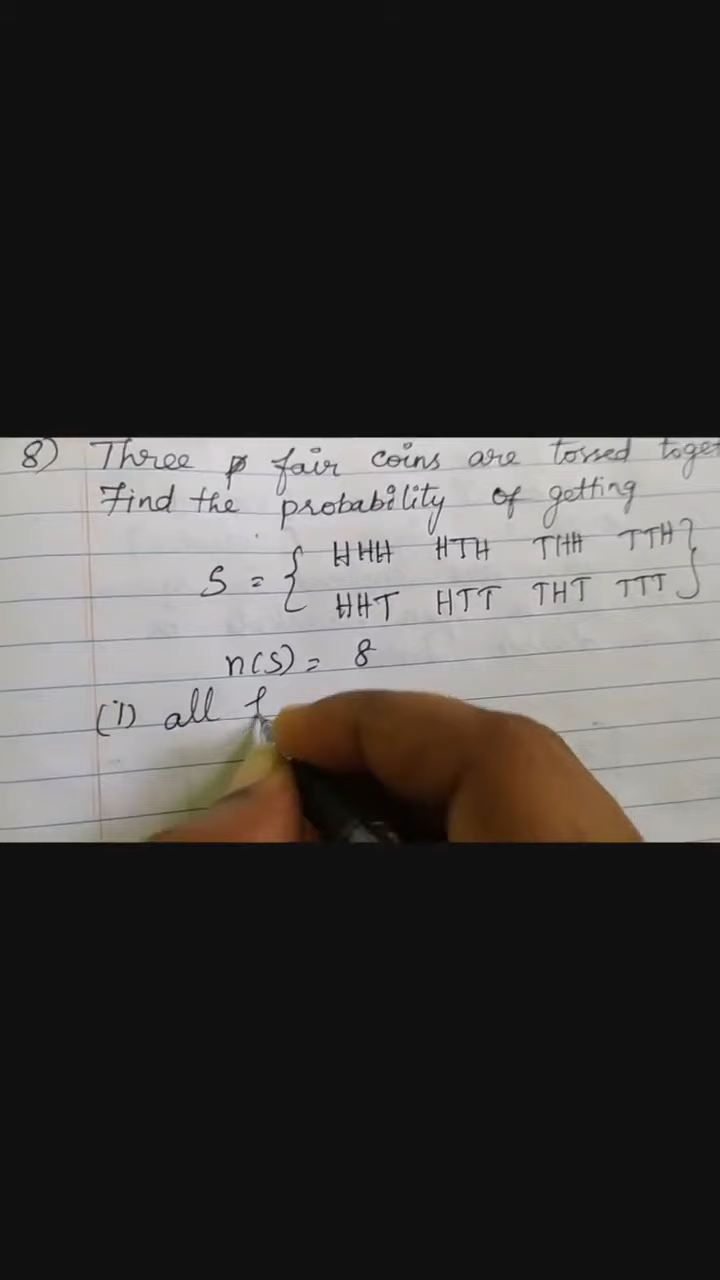 8) Three fair coins are tossed toge
Find the probability of getting
S = { HHH HTH THH TTH }
HHT HTT THT TTT
n(S) = 8
(i) all